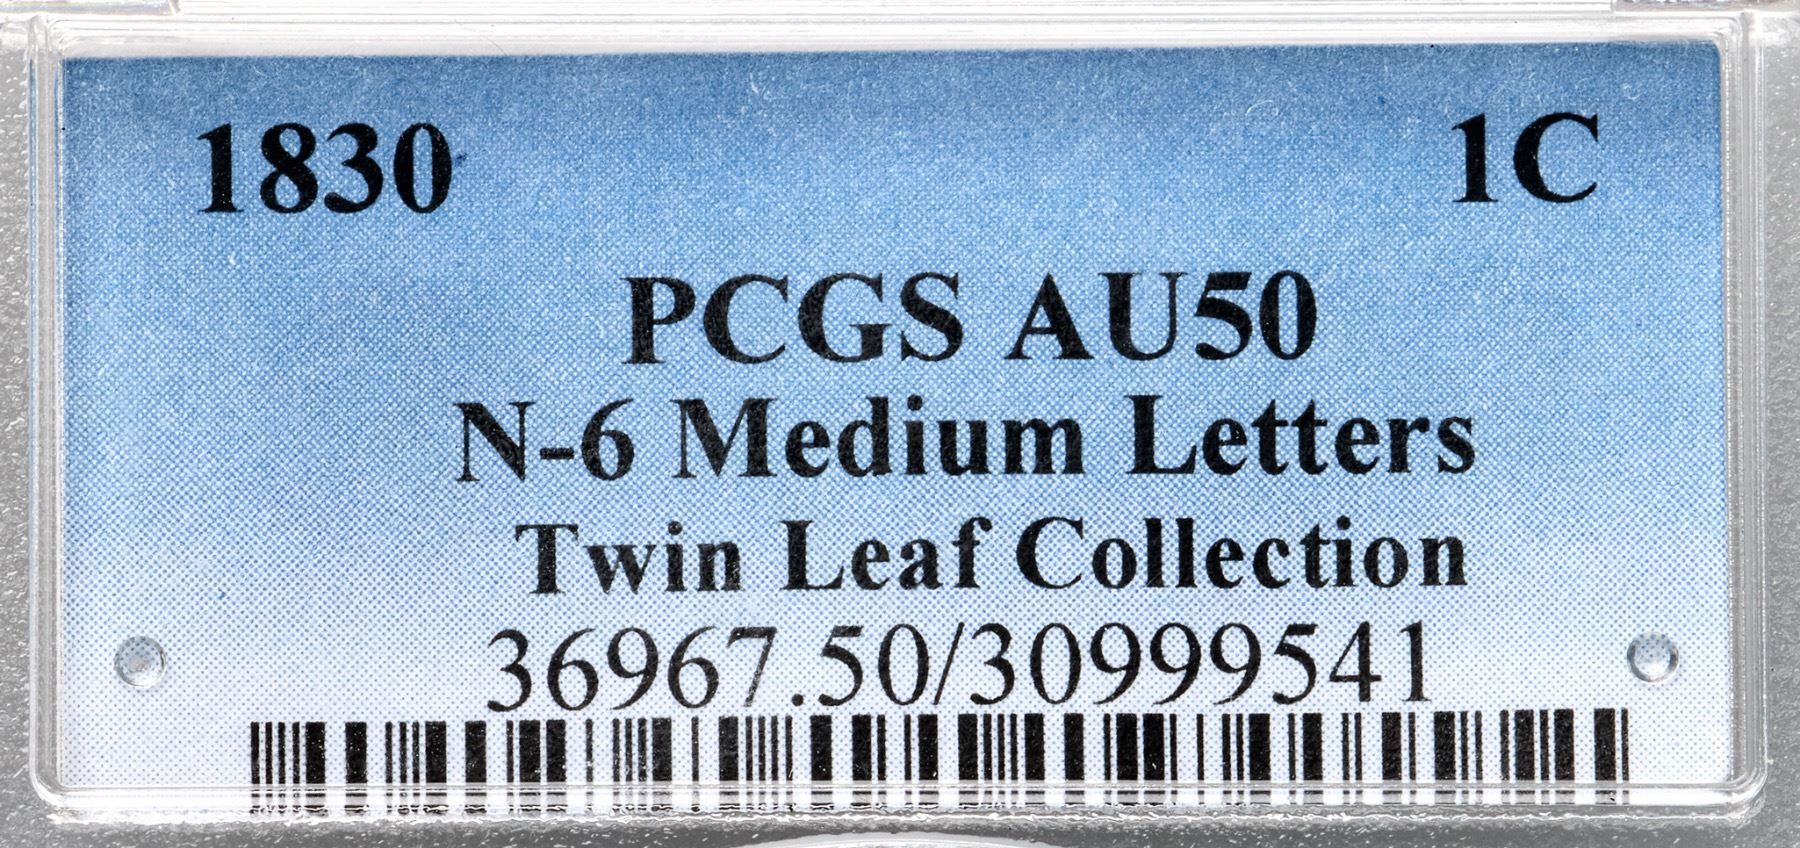 1830 1C
PCGS AU50
N-6 Medium Letters
Twin Leaf Collection
36967.50/30999541